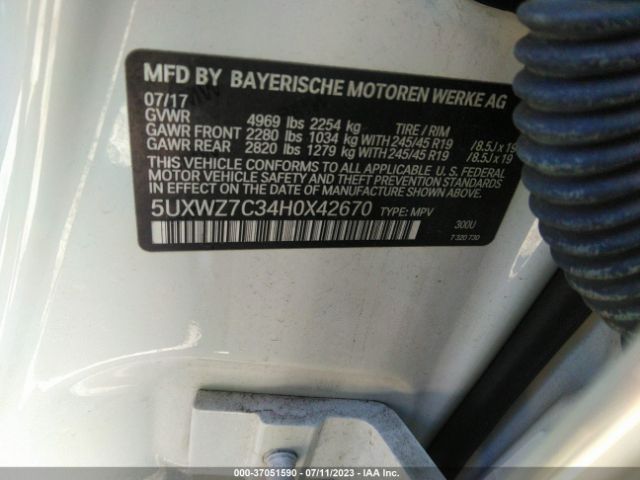 MFD BY BAYERISCHE MOTOREN WERKE AG
07/17
GVWR 4969 lbs 2254 kg TIRE / RIM
GAWR FRONT 2280 lbs 1034 kg WITH 245/45 R19 / 8.5J x 19
GAWR REAR 2820 lbs 1279 kg WITH 245/45 R19 / 8.5J x 19
THIS VEHICLE CONFORMS TO ALL APPLICABLE U. S. FEDERAL
MOTOR VEHICLE SAFETY AND THEFT PREVENTION STANDARDS
IN EFFECT ON THE DATE OF MANUFACTURE SHOWN ABOVE.
5UXWZ7C34H0X42670 TYPE: MPV
300U
7 320 730
000-37051590 - 07/11/2023 - IAA Inc.